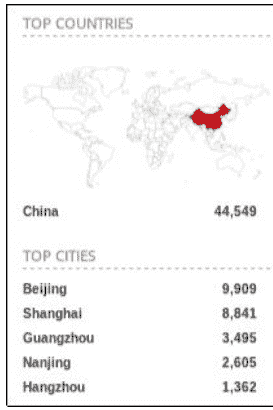 TOP COUNTRIES
China 44,549
TOP CITIES
Beijing 9,909
Shanghai 8,841
Guangzhou 3,495
Nanjing 2,605
Hangzhou 1,362